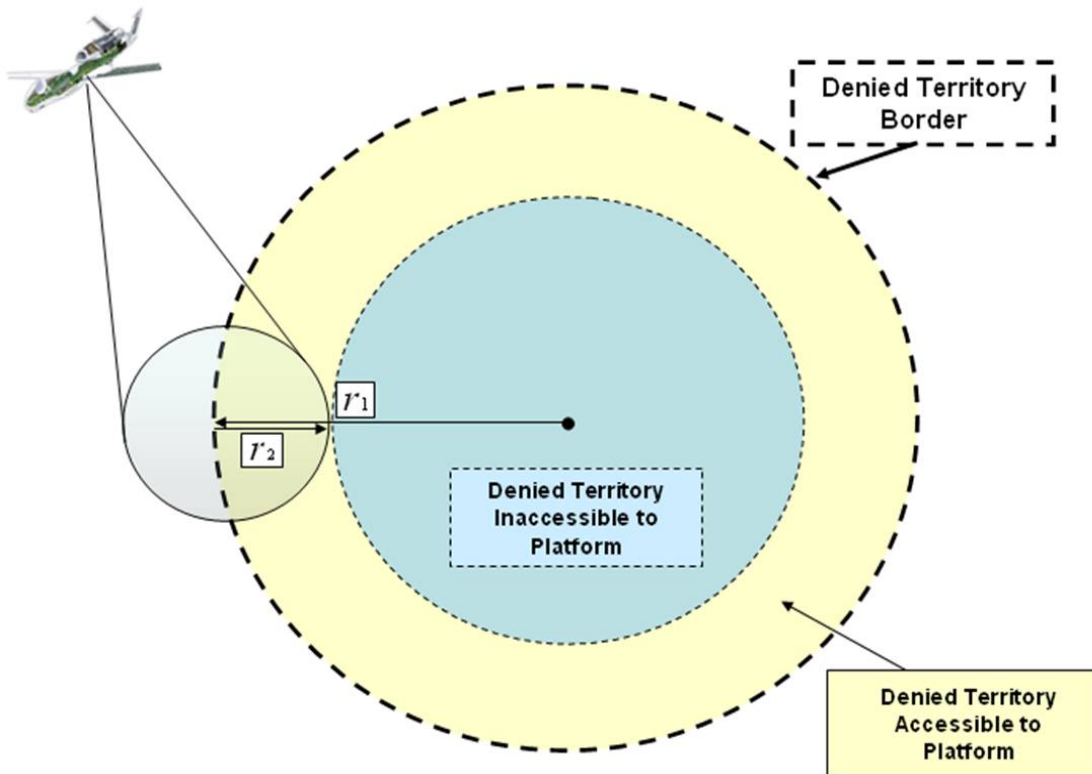 Denied Territory
Border
r₁
r₂
Denied Territory
Inaccessible to
Platform
Denied Territory
Accessible to
Platform